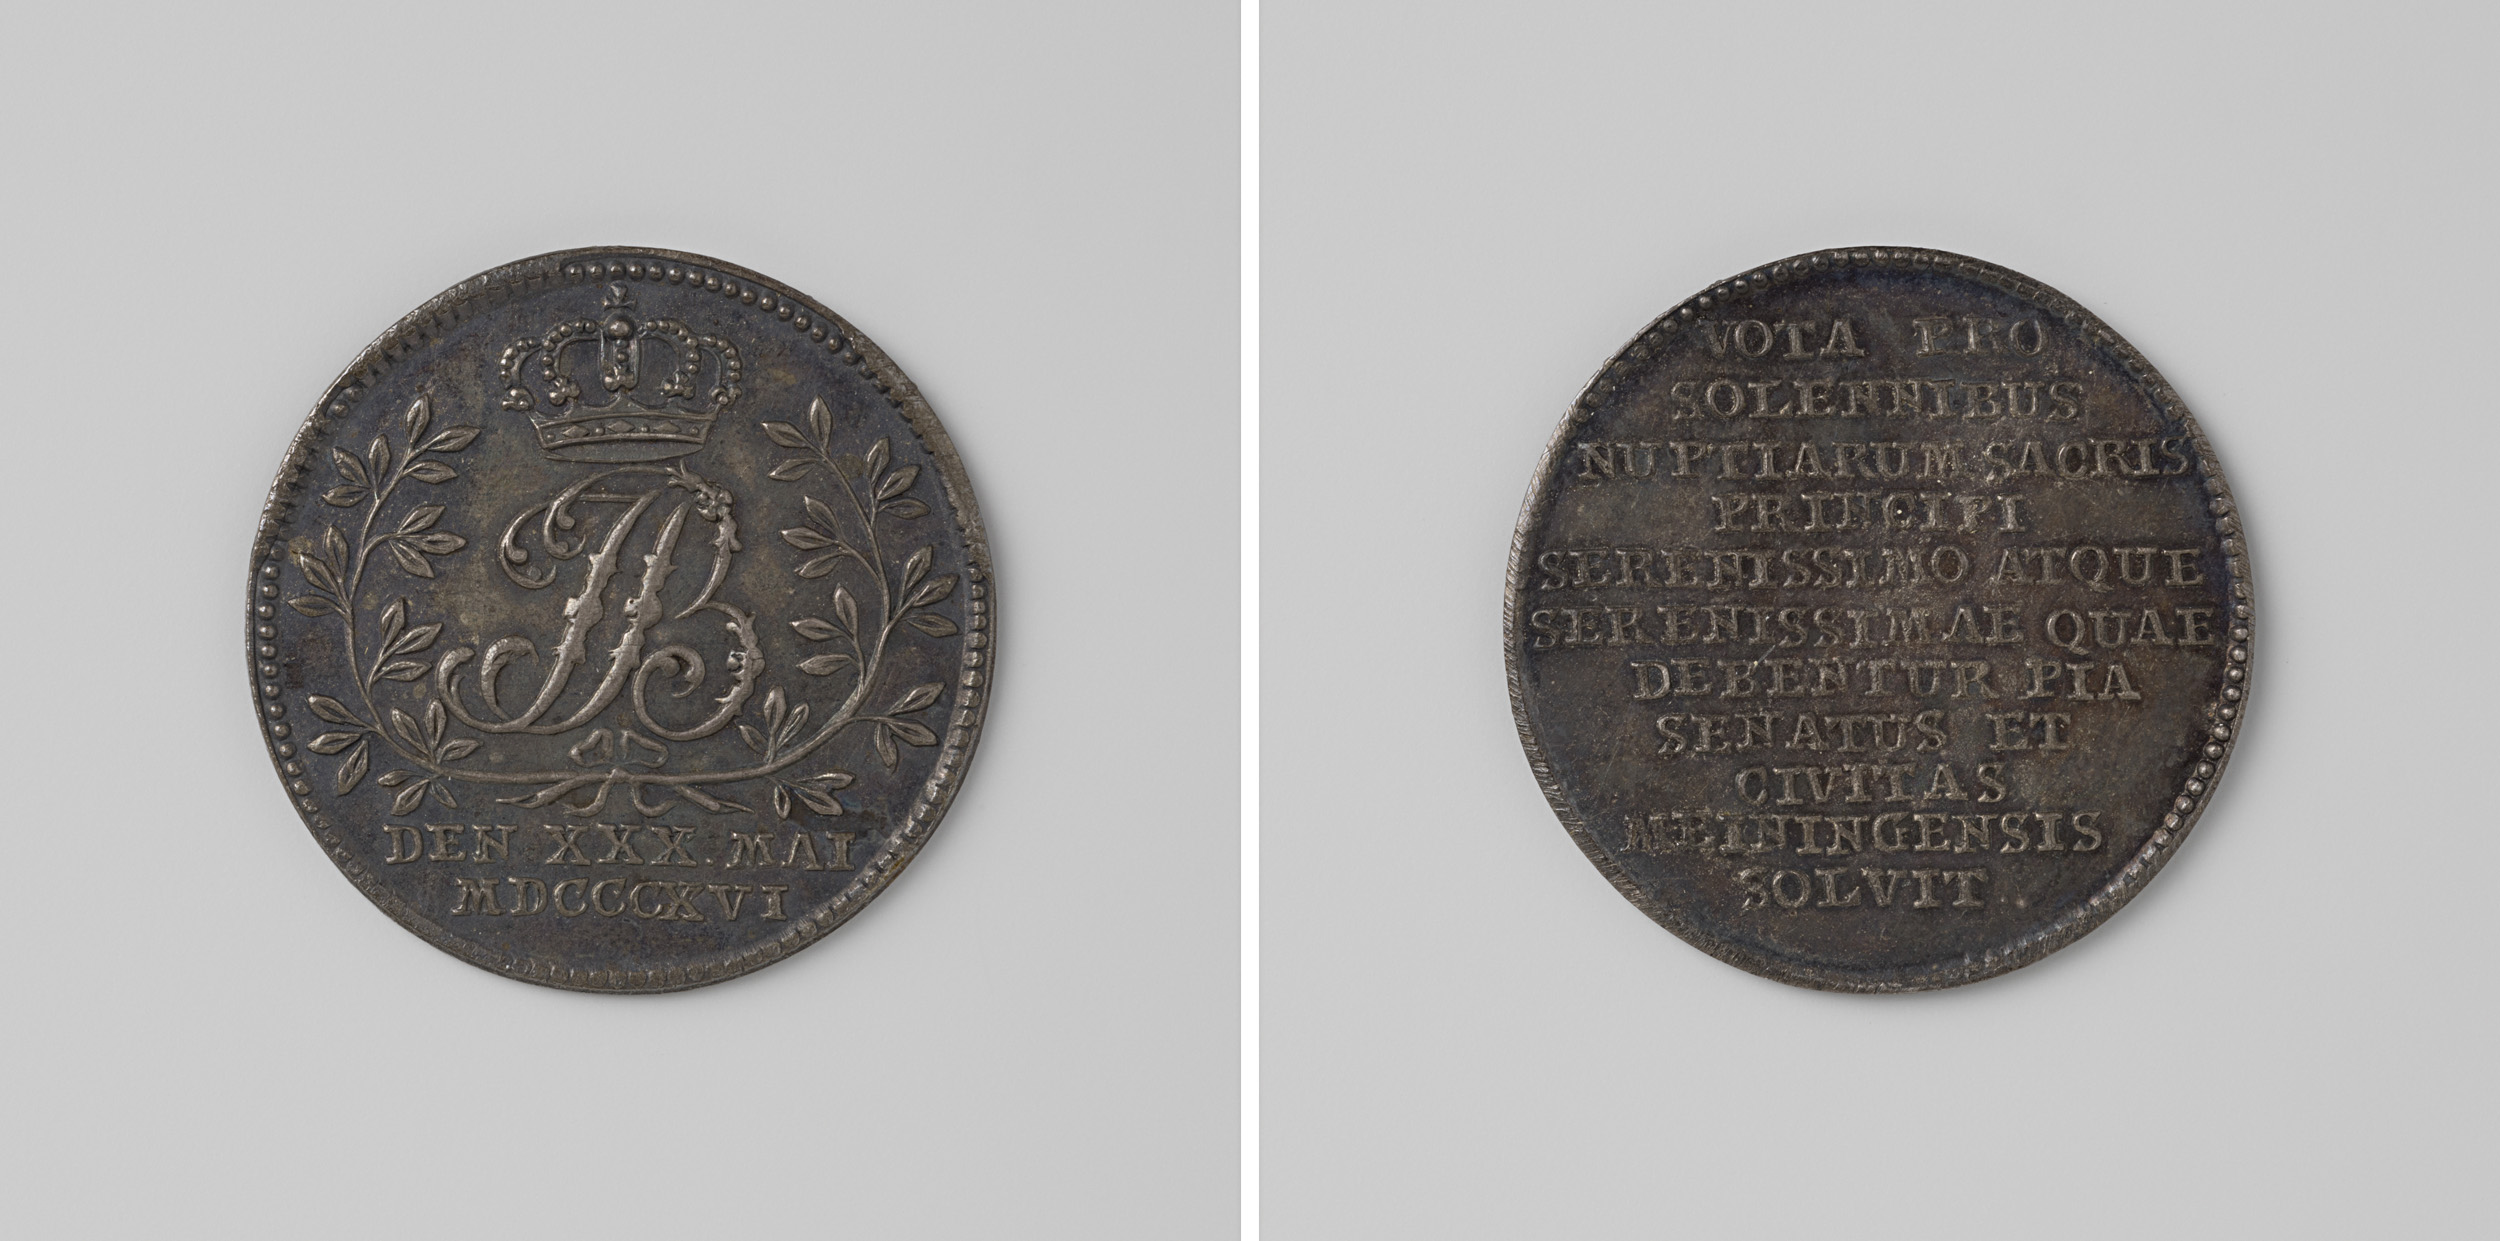 IB
DEN XXX. MAI
MDCCCXVI
VOTA PRO
SOLENNIBUS
NUPTIARUM SACRIS
PRINCIPI
SERENISSIMO ATQUE
SERENISSIMAE QUAE
DEBENTUR PIA
SENATUS ET
CIVITAS
MEININGENSIS
SOLVIT.